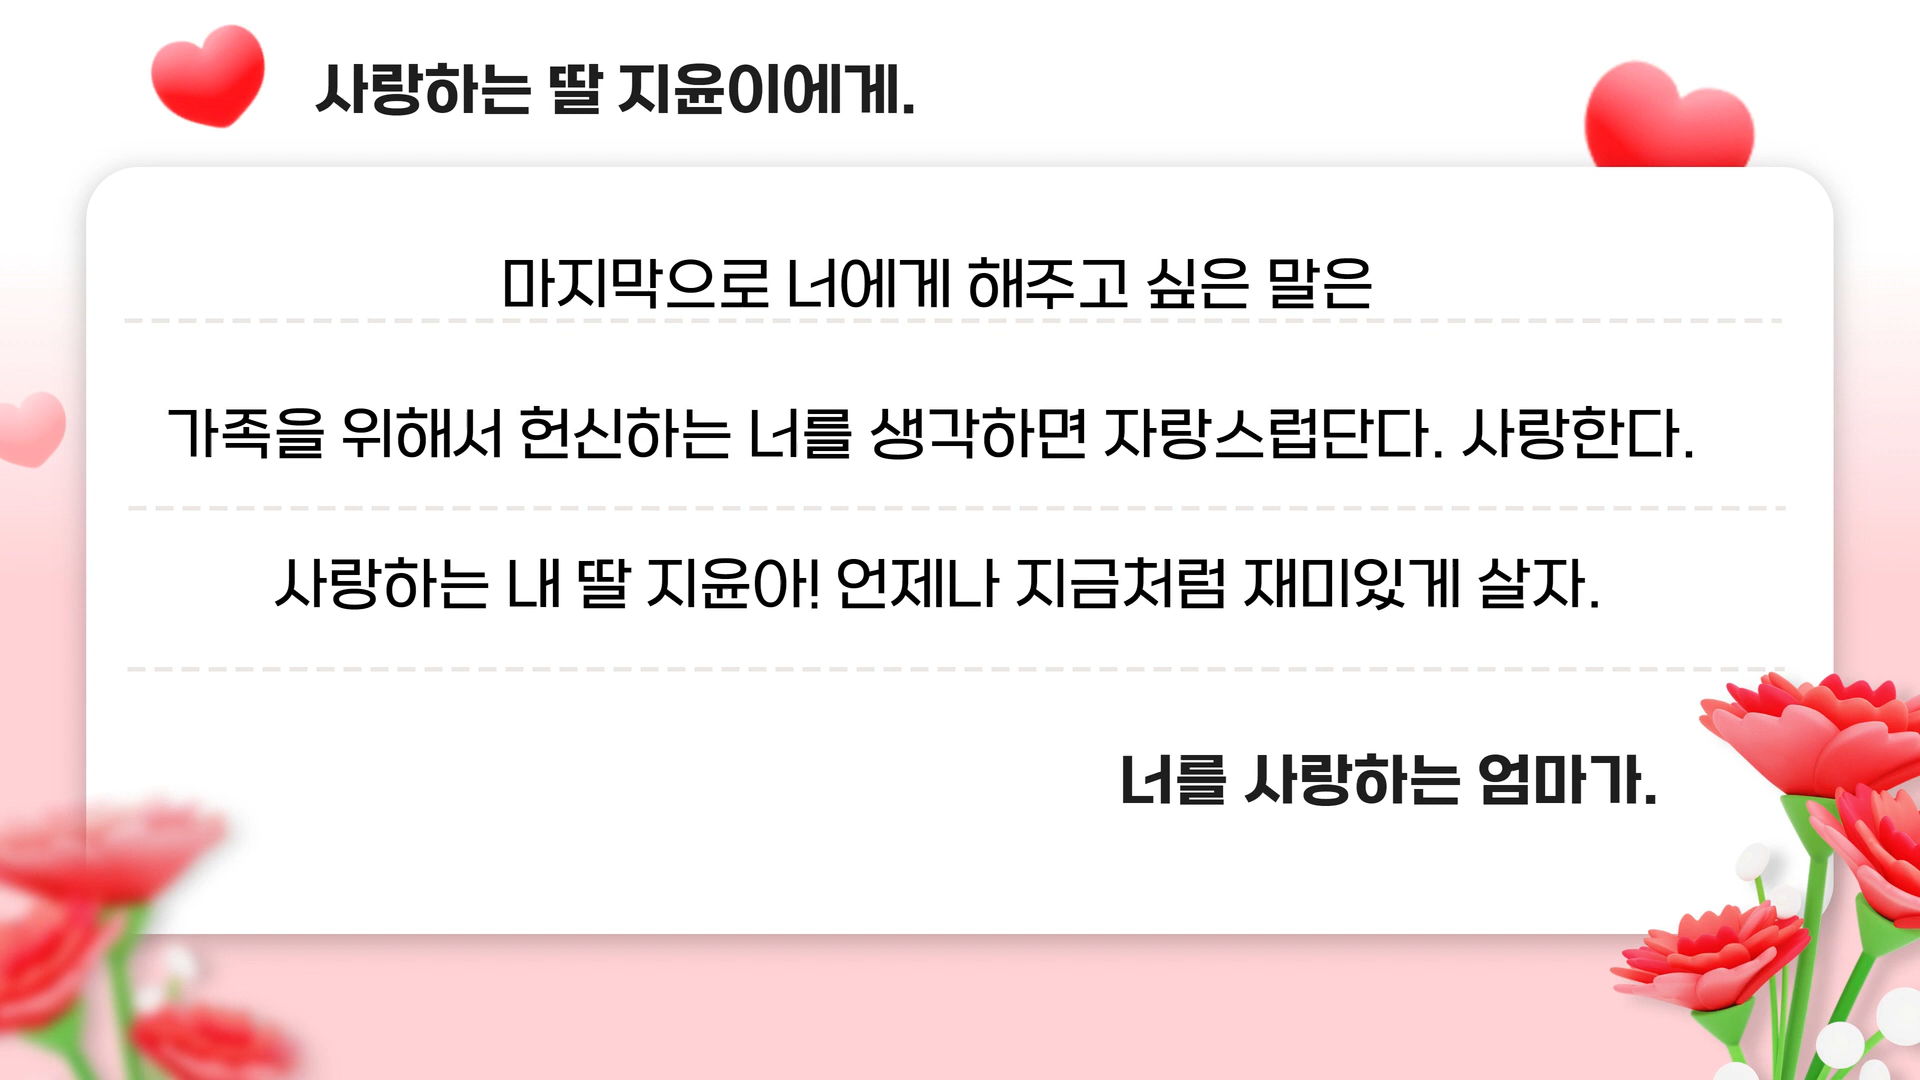 사랑하는 딸 지윤이에게.
마지막으로 너에게 해주고 싶은 말은
가족을 위해서 헌신하는 너를 생각하면 자랑스럽단다. 사랑한다.
사랑하는 내 딸 지윤아! 언제나 지금처럼 재미있게 살자.
너를 사랑하는 엄마가.